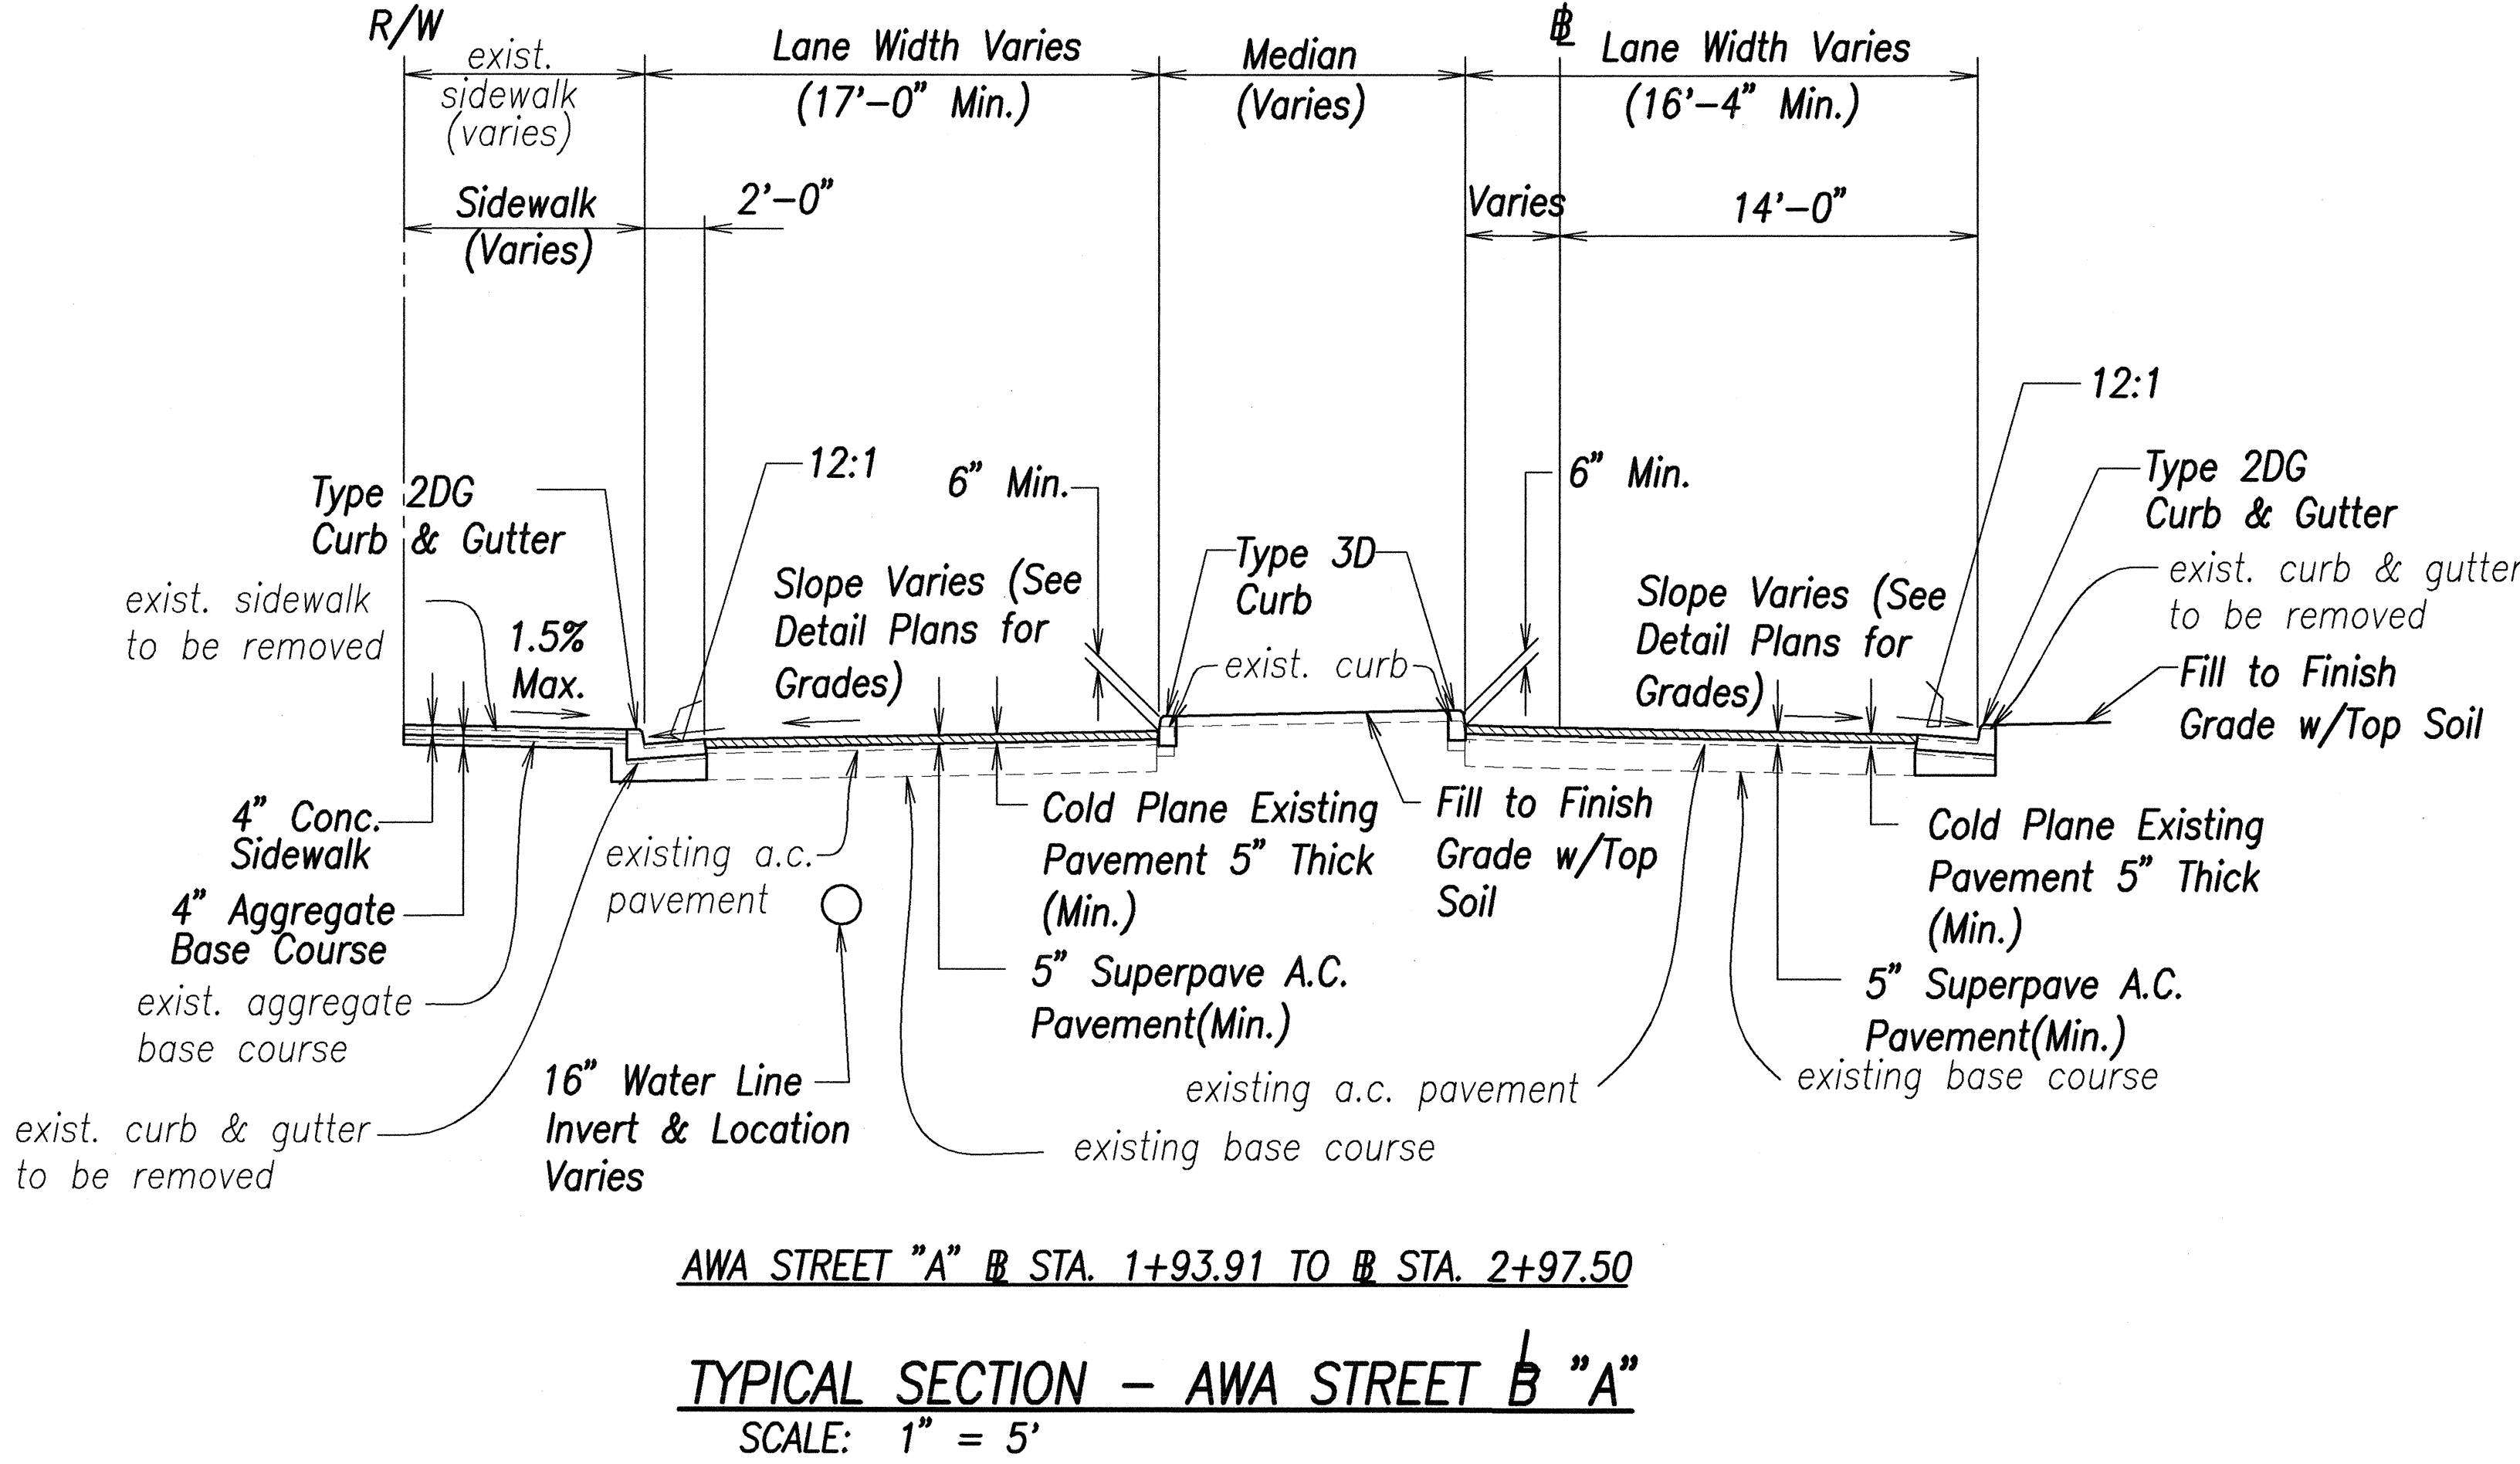 R/W
exist.
sidewalk
(varies)
Lane Width Varies
(17'-0" Min.)
Median
(Varies)
BL
Lane Width Varies
(16'-4" Min.)
Sidewalk
(Varies)
2'-0"
Varies
14'-0"
12:1
12:1
Type 2DG
Curb & Gutter
exist. sidewalk
to be removed
1.5%
Max.
6" Min.
Slope Varies (See
Detail Plans for
Grades)
Type 3D
Curb
exist. curb
6" Min.
Slope Varies (See
Detail Plans for
Grades)
Type 2DG
Curb & Gutter
exist. curb & gutter
to be removed
Fill to Finish
Grade w/Top Soil
4" Conc.
Sidewalk
4" Aggregate
Base Course
exist. aggregate
base course
exist. curb & gutter
to be removed
existing a.c.
pavement
16" Water Line
Invert & Location
Varies
Cold Plane Existing
Pavement 5" Thick
(Min.)
5" Superpave A.C.
Pavement(Min.)
existing base course
Fill to Finish
Grade w/Top
Soil
existing a.c. pavement
Cold Plane Existing
Pavement 5" Thick
(Min.)
5" Superpave A.C.
Pavement(Min.)
existing base course
AWA STREET "A" BL STA. 1+93.91 TO BL STA. 2+97.50
TYPICAL SECTION - AWA STREET BL "A"
SCALE: 1" = 5'